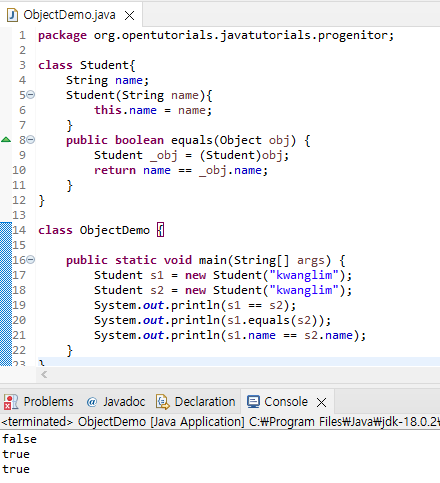 ObjectDemo.java
1 package org.opentutorials.javatutorials.progenitor;
2
3 class Student{
4 String name;
5 Student(String name){
6 this.name = name;
7 }
8 public boolean equals(Object obj) {
9 Student _obj = (Student)obj;
10 return name == _obj.name;
11 }
12 }
13
14 class ObjectDemo {
15
16 public static void main(String[] args) {
17 Student s1 = new Student("kwanglim");
18 Student s2 = new Student("kwanglim");
19 System.out.println(s1 == s2);
20 System.out.println(s1.equals(s2));
21 System.out.println(s1.name == s2.name);
22 }
23 }
Problems @ Javadoc Declaration Console
<terminated> ObjectDemo [Java Application] C:₩Program Files₩Java₩jdk-18.0.2₩
false
true
true